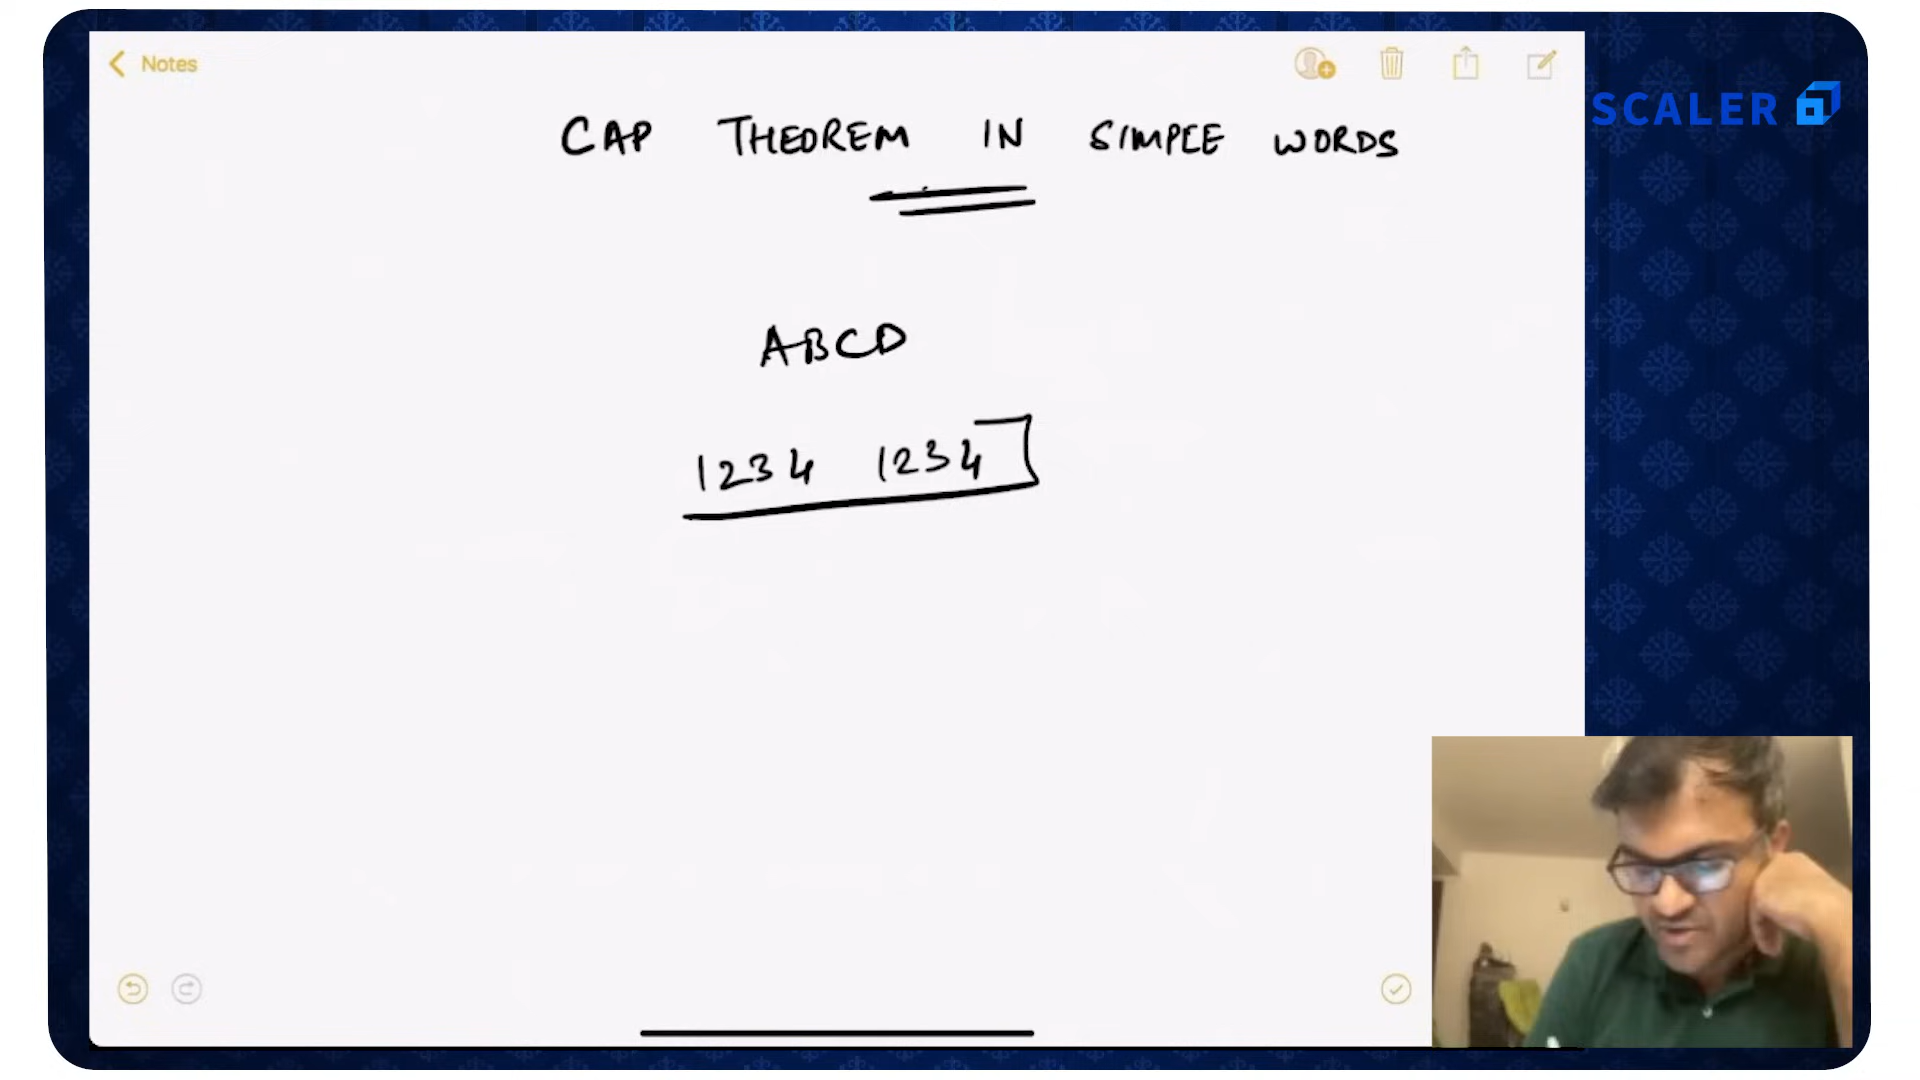 Notes
SCALER
CAP THEOREM IN SIMPLE WORDS
ABCD
1234 1234